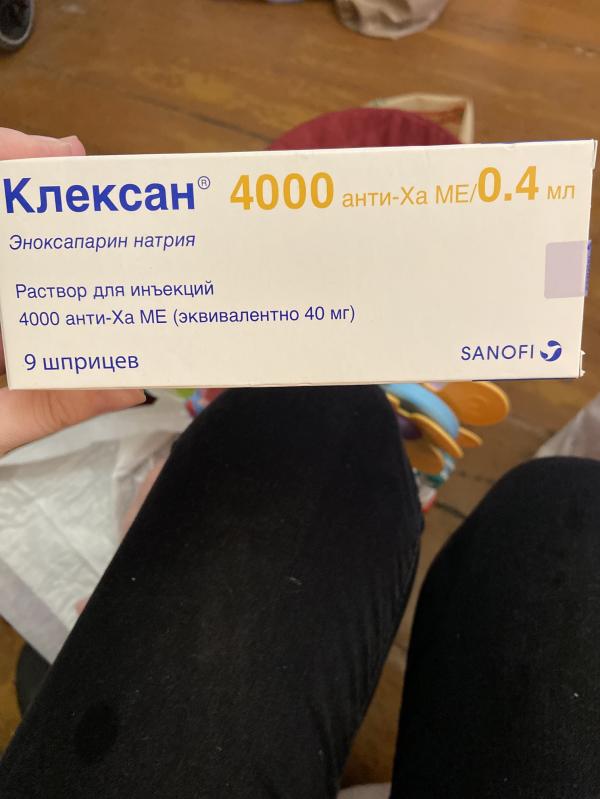 Клексан® 4000 анти-Ха МЕ/0.4 мл
Эноксапарин натрия
Раствор для инъекций
4000 анти-Ха МЕ (эквивалентно 40 мг)
9 шприцев
SANOFI